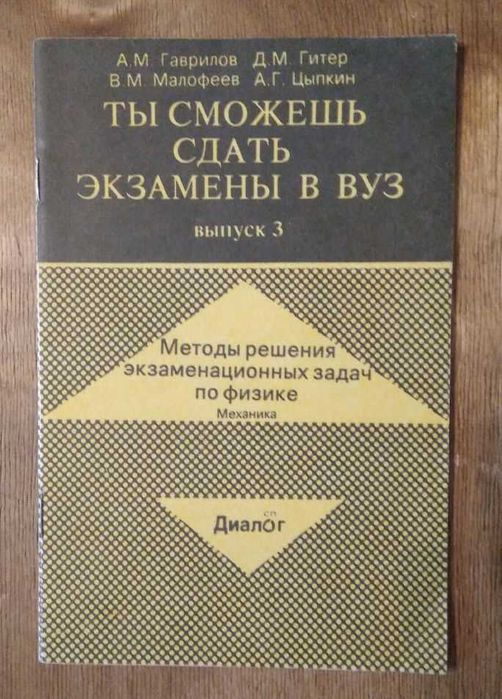 А.М. Гаврилов Д.М. Гитер
В.М. Малофеев А.Г. Цыпкин
ТЫ СМОЖЕШЬ
СДАТЬ
ЭКЗАМЕНЫ В ВУЗ
выпуск 3
Методы решения
экзаменационных задач
по физике
Механика
сп
Диалог